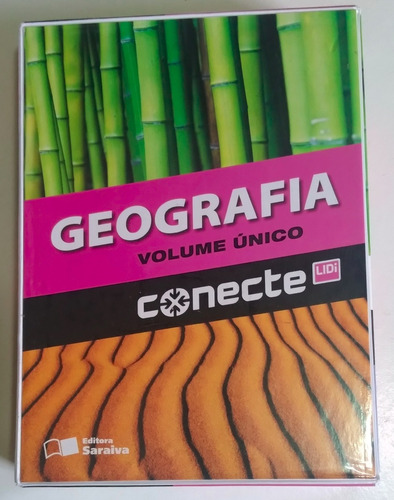 GEOGRAFIA
VOLUME ÚNICO
conecte LIDi
Editora
Saraiva